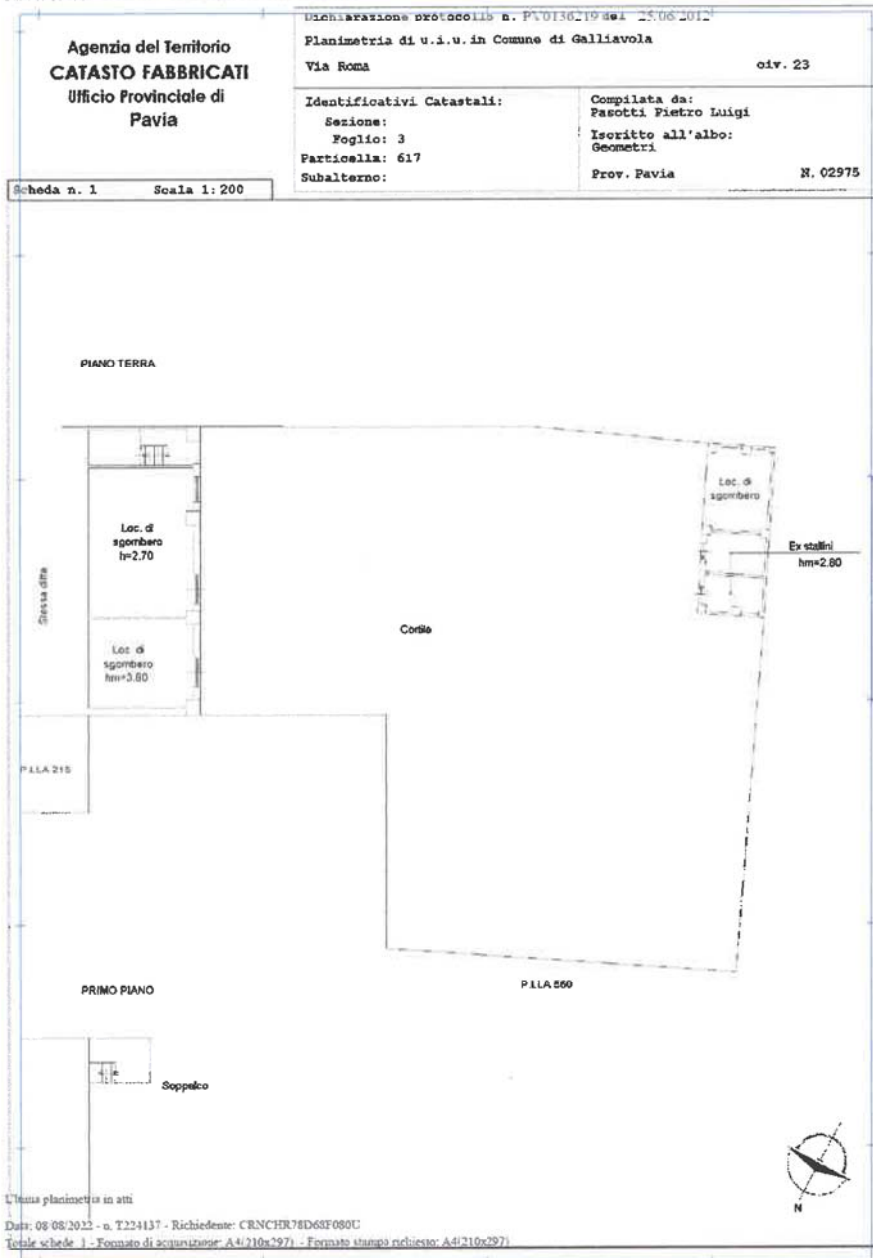 Agenzia del Territorio
CATASTO FABBRICATI
Ufficio Provinciale di
Pavia
Scheda n. 1 Scala 1:200
Dichiarazione protocollo n. PV0136219 del 25/06/2012
Planimetria di u.i.u. in Comune di Galliavola
Via Roma civ. 23
Identificativi Catastali:
Sezione:
Foglio: 3
Particella: 617
Subalterno:
Compilata da:
Pasotti Pietro Luigi
Iscritto all'albo:
Geometri
Prov. Pavia N. 02975
PIANO TERRA
Loc. di
sgombero
h=2.70
Stessa ditta
Loc. di
sgombero
hm=3.60
P.LLA 215
Cortile
Loc. di
sgombero
Ex stallini
hm=2.80
P.LLA 560
PRIMO PIANO
Soppalco
N
Ultima planimetria in atti
Data: 08/08/2022 - n. T224137 - Richiedente: CRNCHR78D68F080U
Totale schede: 1 - Formato di acquisizione: A4(210x297) - Formato stampa richiesto: A4(210x297)